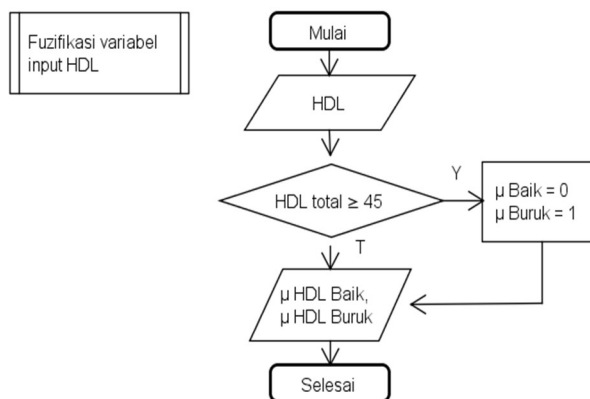 Fuzifikasi variabel
input HDL
Mulai
HDL
HDL total ≥ 45
Y
μ Baik = 0
μ Buruk = 1
T
μ HDL Baik,
μ HDL Buruk
Selesai